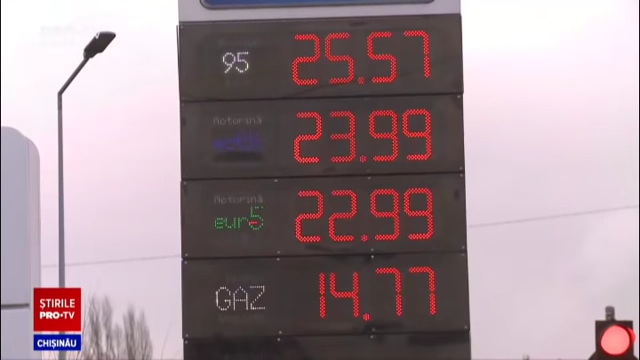 95 25.57
Motorină
23.99
Motorină
euro5 22.99
GAZ 14.77
ȘTIRILE
PRO•TV
CHIȘINĂU